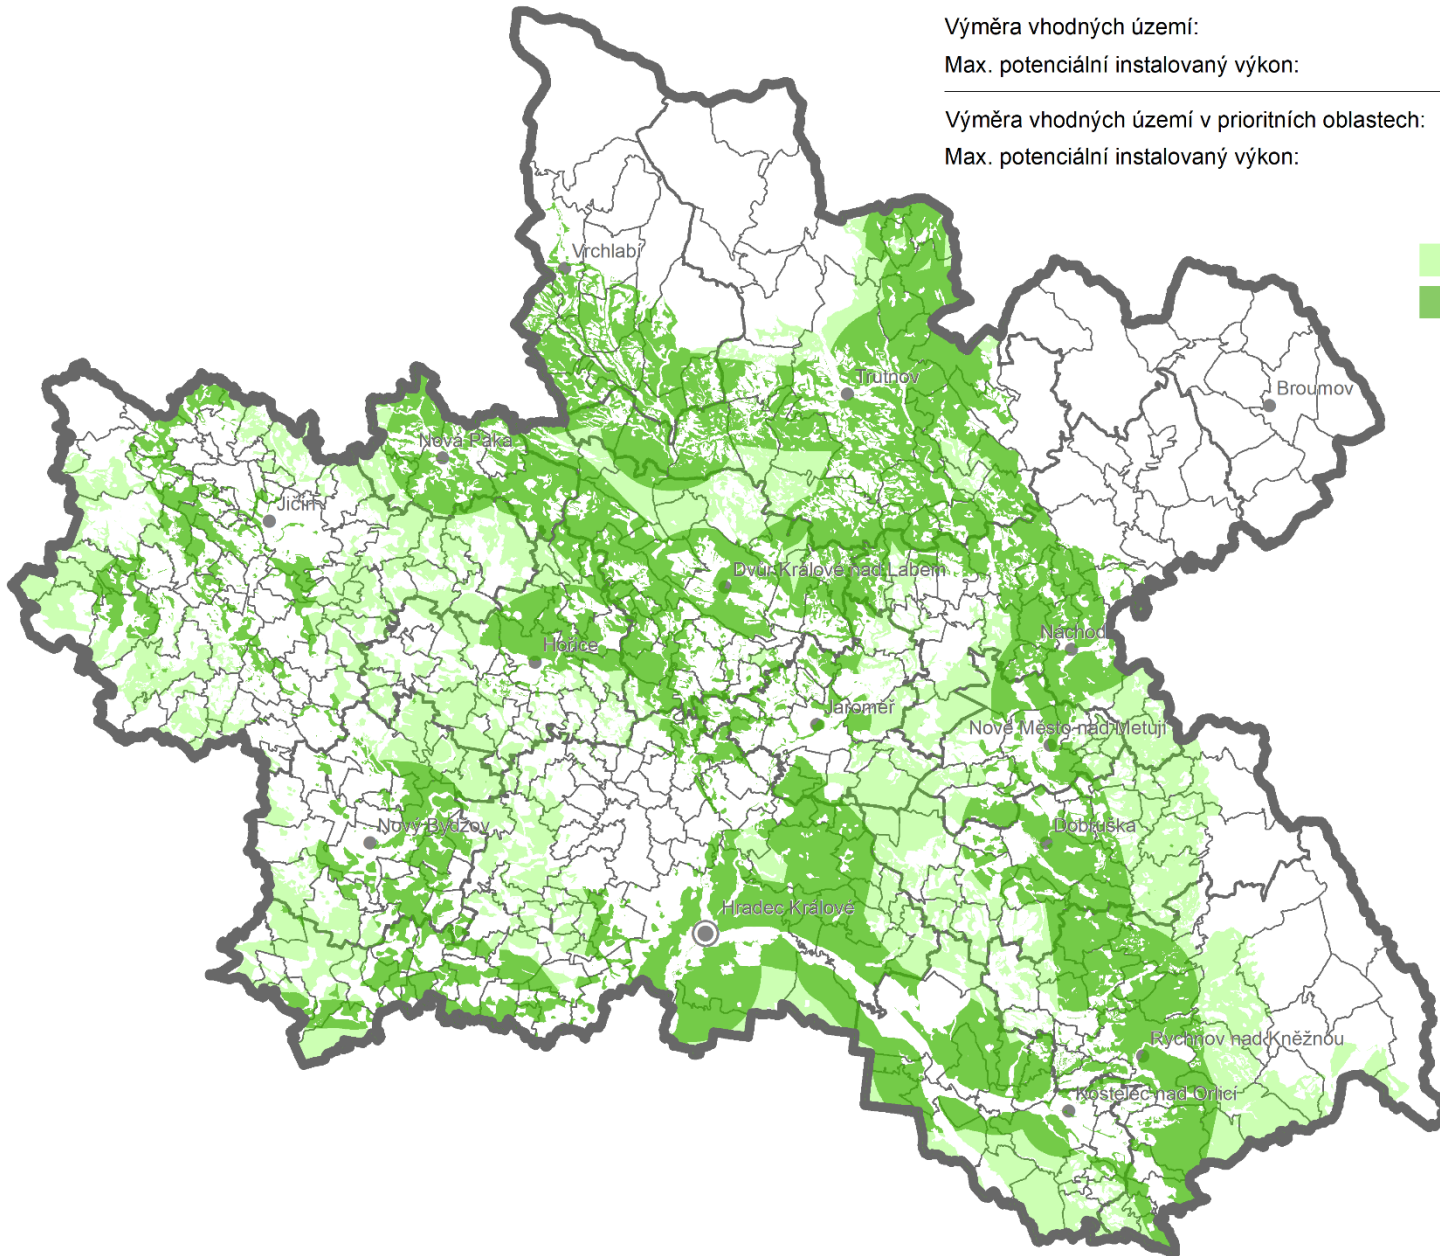 Výměra vhodných území:
Max. potenciální instalovaný výkon:
Výměra vhodných území v prioritních oblastech:
Max. potenciální instalovaný výkon:
Vrchlabí
Trutnov
Broumov
Nová Paka
Jičín
Dvůr Králové nad Labem
Náchod
Hořice
Jaroměř
Nové Město nad Metují
Nový Bydžov
Dobruška
Hradec Králové
Rychnov nad Kněžnou
Kostelec nad Orlicí